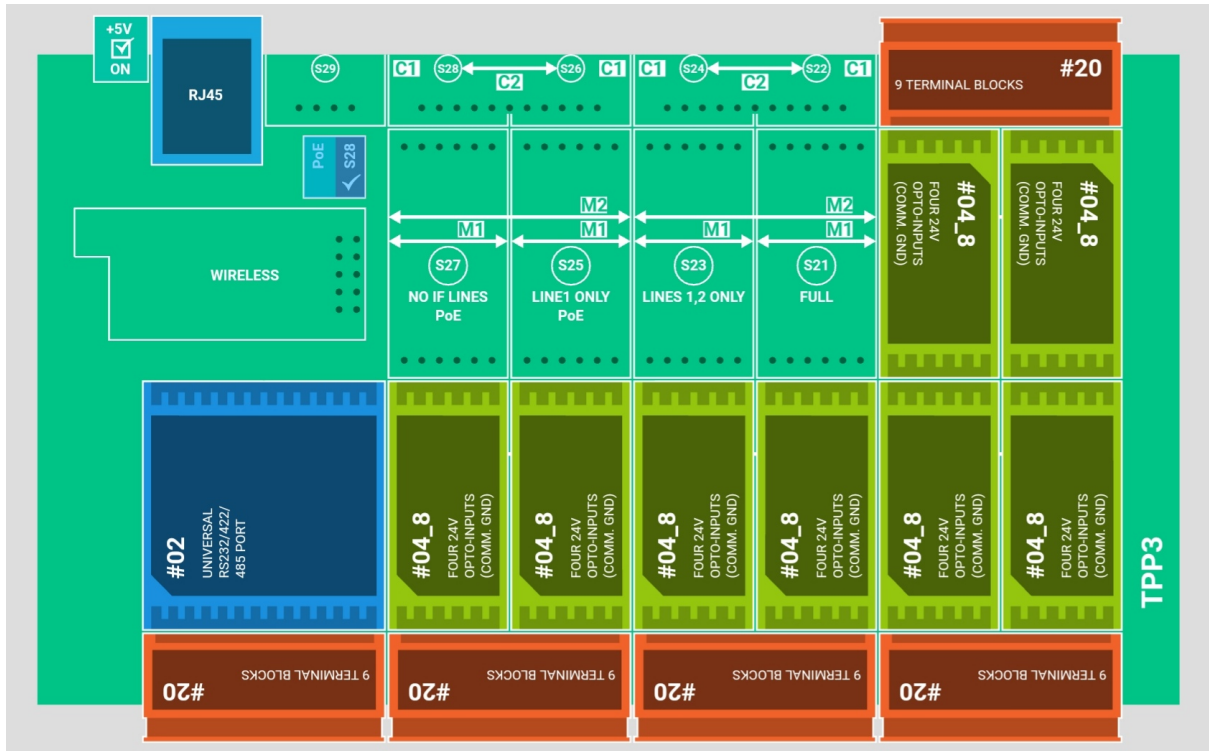 +5V
ON
RJ45
S29
C1 S28 S26 C1
C2
C1 S24 S22 C1
C2
#20
9 TERMINAL BLOCKS
PoE
S28
#04_8
FOUR 24V
OPTO-INPUTS
(COMM. GND)
#04_8
FOUR 24V
OPTO-INPUTS
(COMM. GND)
WIRELESS
M2
M2
M1
M1
M1
M1
S27
NO IF LINES
PoE
S25
LINE1 ONLY
PoE
S23
LINES 1,2 ONLY
S21
FULL
#02
UNIVERSAL
RS232/422/
485 PORT
#04_8
FOUR 24V
OPTO-INPUTS
(COMM. GND)
#04_8
FOUR 24V
OPTO-INPUTS
(COMM. GND)
#04_8
FOUR 24V
OPTO-INPUTS
(COMM. GND)
#04_8
FOUR 24V
OPTO-INPUTS
(COMM. GND)
#04_8
FOUR 24V
OPTO-INPUTS
(COMM. GND)
#04_8
FOUR 24V
OPTO-INPUTS
(COMM. GND)
TPP3
#20
9 TERMINAL BLOCKS
#20
9 TERMINAL BLOCKS
#20
9 TERMINAL BLOCKS
#20
9 TERMINAL BLOCKS